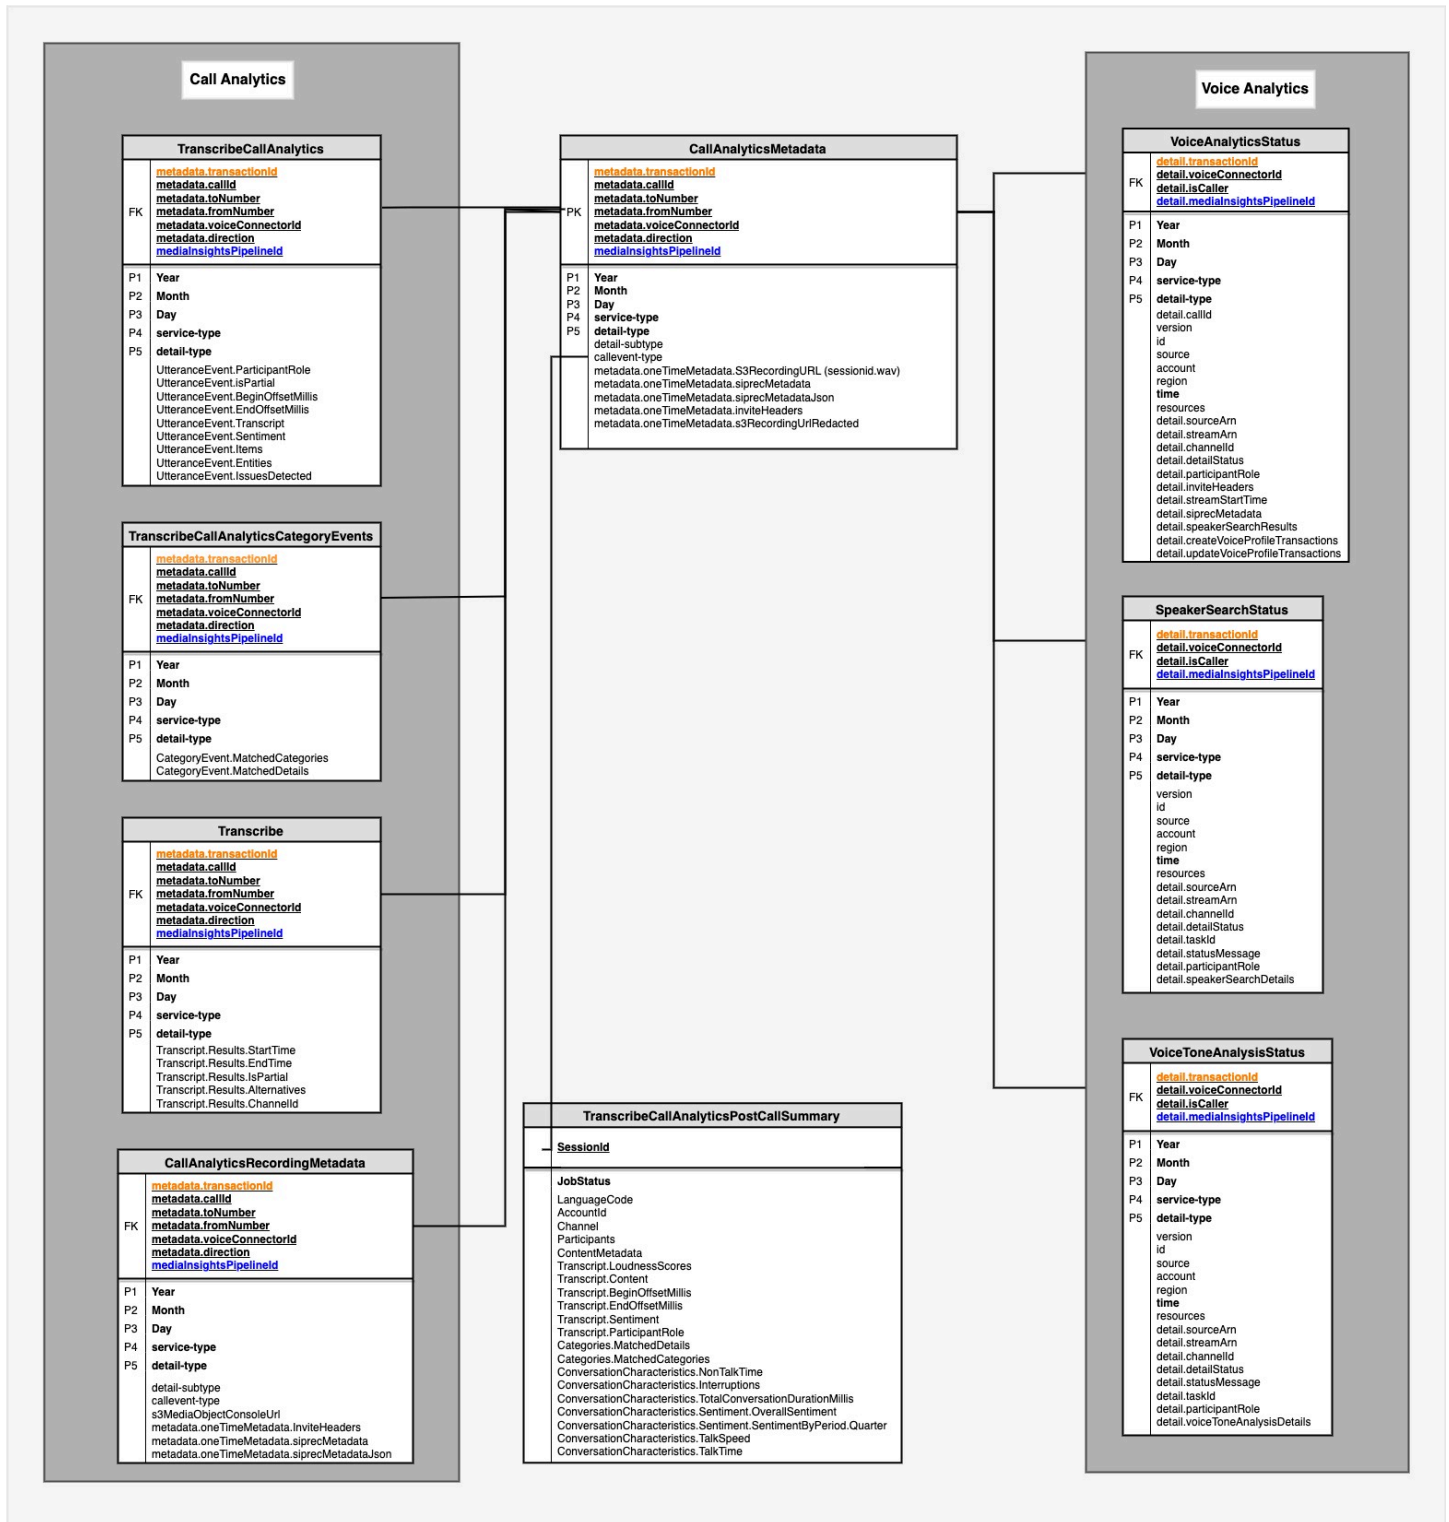 Call Analytics
TranscribeCallAnalytics
FK
metadata.transactionId
metadata.callId
metadata.toNumber
metadata.fromNumber
metadata.voiceConnectorId
metadata.direction
mediaInsightsPipelineId
P1 Year
P2 Month
P3 Day
P4 service-type
P5 detail-type
UtteranceEvent.ParticipantRole
UtteranceEvent.isPartial
UtteranceEvent.BeginOffsetMillis
UtteranceEvent.EndOffsetMillis
UtteranceEvent.Transcript
UtteranceEvent.Sentiment
UtteranceEvent.Items
UtteranceEvent.Entities
UtteranceEvent.IssuesDetected
TranscribeCallAnalyticsCategoryEvents
FK
metadata.transactionId
metadata.callId
metadata.toNumber
metadata.fromNumber
metadata.voiceConnectorId
metadata.direction
mediaInsightsPipelineId
P1 Year
P2 Month
P3 Day
P4 service-type
P5 detail-type
CategoryEvent.MatchedCategories
CategoryEvent.MatchedDetails
Transcribe
FK
metadata.transactionId
metadata.callId
metadata.toNumber
metadata.fromNumber
metadata.voiceConnectorId
metadata.direction
mediaInsightsPipelineId
P1 Year
P2 Month
P3 Day
P4 service-type
P5 detail-type
Transcript.Results.StartTime
Transcript.Results.EndTime
Transcript.Results.IsPartial
Transcript.Results.Alternatives
Transcript.Results.ChannelId
CallAnalyticsRecordingMetadata
FK
metadata.transactionId
metadata.callId
metadata.toNumber
metadata.fromNumber
metadata.voiceConnectorId
metadata.direction
mediaInsightsPipelineId
P1 Year
P2 Month
P3 Day
P4 service-type
P5 detail-type
detail-subtype
callevent-type
s3MediaObjectConsoleUrl
metadata.oneTimeMetadata.InviteHeaders
metadata.oneTimeMetadata.siprecMetadata
metadata.oneTimeMetadata.siprecMetadataJson
CallAnalyticsMetadata
PK
metadata.transactionId
metadata.callId
metadata.toNumber
metadata.fromNumber
metadata.voiceConnectorId
metadata.direction
mediaInsightsPipelineId
P1 Year
P2 Month
P3 Day
P4 service-type
P5 detail-type
detail-subtype
callevent-type
metadata.oneTimeMetadata.S3RecordingURL (sessionid.wav)
metadata.oneTimeMetadata.siprecMetadata
metadata.oneTimeMetadata.siprecMetadataJson
metadata.oneTimeMetadata.inviteHeaders
metadata.oneTimeMetadata.s3RecordingUrlRedacted
TranscribeCallAnalyticsPostCallSummary
SessionId
JobStatus
LanguageCode
AccountId
Channel
Participants
ContentMetadata
Transcript.LoudnessScores
Transcript.Content
Transcript.BeginOffsetMillis
Transcript.EndOffsetMillis
Transcript.Sentiment
Transcript.ParticipantRole
Categories.MatchedDetails
Categories.MatchedCategories
ConversationCharacteristics.NonTalkTime
ConversationCharacteristics.Interruptions
ConversationCharacteristics.TotalConversationDurationMillis
ConversationCharacteristics.Sentiment.OverallSentiment
ConversationCharacteristics.Sentiment.SentimentByPeriod.Quarter
ConversationCharacteristics.TalkSpeed
ConversationCharacteristics.TalkTime
Voice Analytics
VoiceAnalyticsStatus
FK
detail.transactionId
detail.voiceConnectorId
detail.isCaller
detail.mediaInsightsPipelineId
P1 Year
P2 Month
P3 Day
P4 service-type
P5 detail-type
detail.callId
version
id
source
account
region
time
resources
detail.sourceArn
detail.streamArn
detail.channelId
detail.detailStatus
detail.participantRole
detail.inviteHeaders
detail.streamStartTime
detail.siprecMetadata
detail.speakerSearchResults
detail.createVoiceProfileTransactions
detail.updateVoiceProfileTransactions
SpeakerSearchStatus
FK
detail.transactionId
detail.voiceConnectorId
detail.isCaller
detail.mediaInsightsPipelineId
P1 Year
P2 Month
P3 Day
P4 service-type
P5 detail-type
version
id
source
account
region
time
resources
detail.sourceArn
detail.streamArn
detail.channelId
detail.detailStatus
detail.taskId
detail.statusMessage
detail.participantRole
detail.speakerSearchDetails
VoiceToneAnalysisStatus
FK
detail.transactionId
detail.voiceConnectorId
detail.isCaller
detail.mediaInsightsPipelineId
P1 Year
P2 Month
P3 Day
P4 service-type
P5 detail-type
version
id
source
account
region
time
resources
detail.sourceArn
detail.streamArn
detail.channelId
detail.detailStatus
detail.statusMessage
detail.taskId
detail.participantRole
detail.voiceToneAnalysisDetails